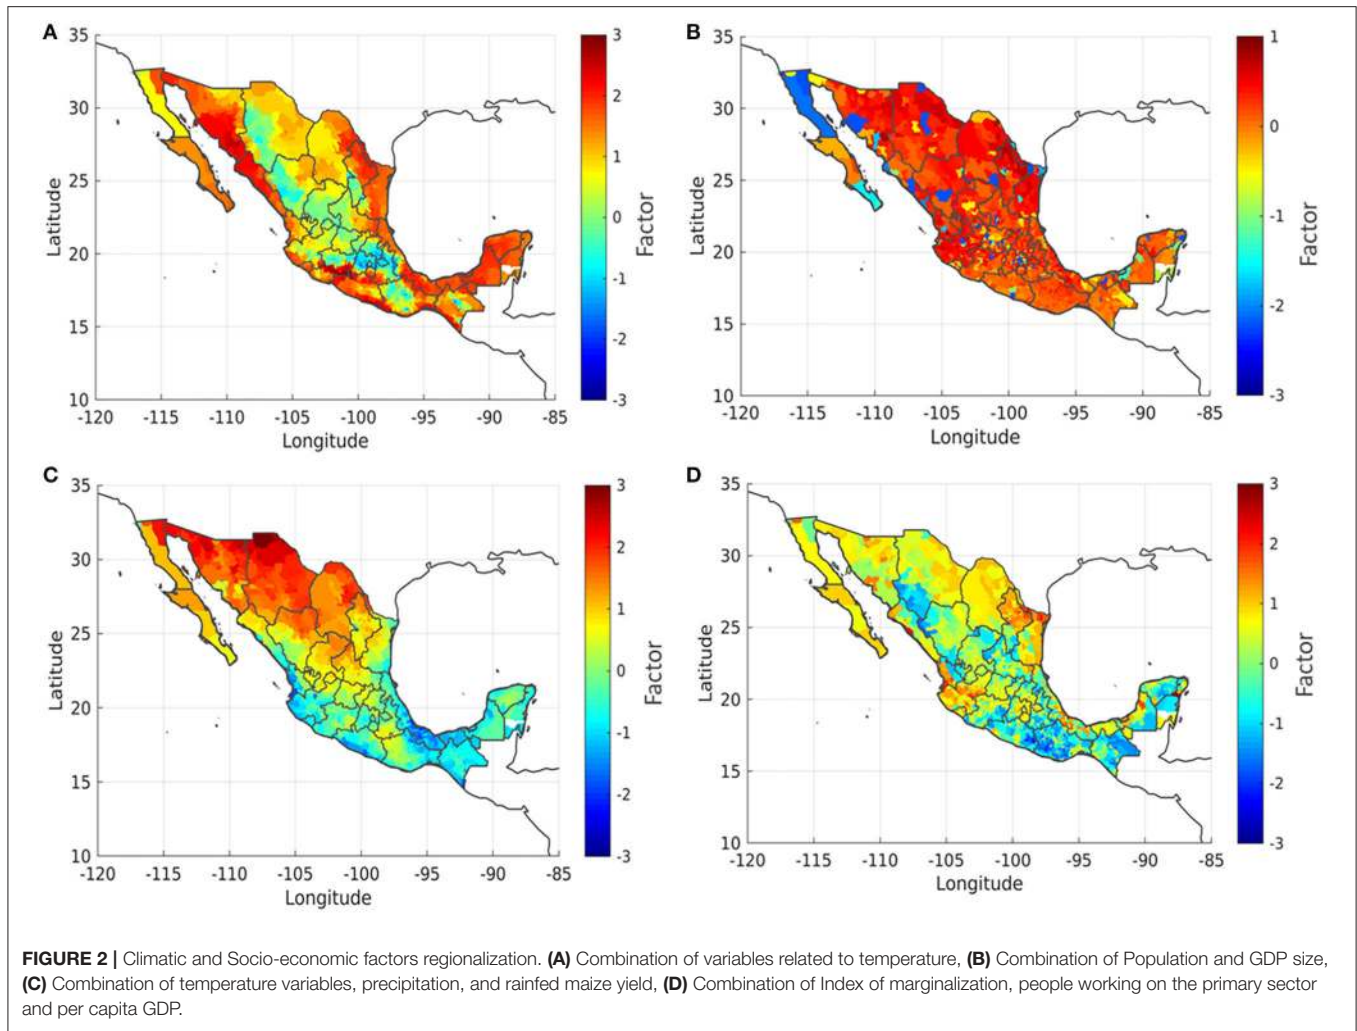 A
35
30
25
20
15
10
Latitude
-120 -115 -110 -105 -100 -95 -90 -85
Longitude
3
2
1
0
-1
-2
-3
Factor
B
35
30
25
20
15
10
Latitude
-120 -115 -110 -105 -100 -95 -90 -85
Longitude
1
0
-1
-2
-3
Factor
C
35
30
25
20
15
10
Latitude
-120 -115 -110 -105 -100 -95 -90 -85
Longitude
3
2
1
0
-1
-2
-3
Factor
D
35
30
25
20
15
10
Latitude
-120 -115 -110 -105 -100 -95 -90 -85
Longitude
3
2
1
0
-1
-2
-3
Factor
FIGURE 2 | Climatic and Socio-economic factors regionalization. (A) Combination of variables related to temperature, (B) Combination of Population and GDP size,
(C) Combination of temperature variables, precipitation, and rainfed maize yield, (D) Combination of Index of marginalization, people working on the primary sector
and per capita GDP.